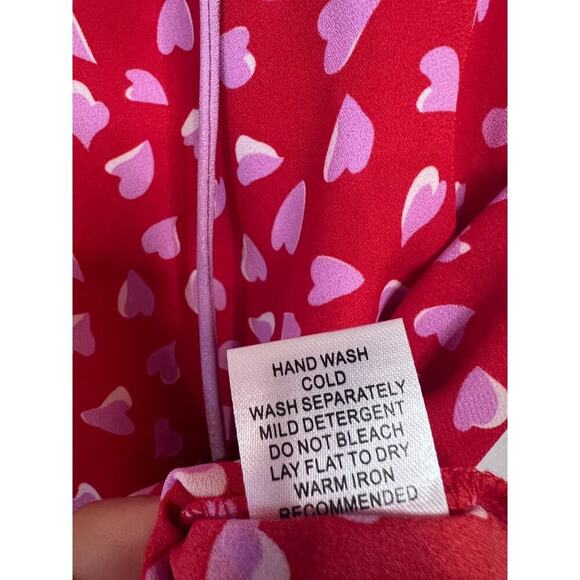 HAND WASH
COLD
WASH SEPARATELY
MILD DETERGENT
DO NOT BLEACH
LAY FLAT TO DRY
WARM IRON
RECOMMENDED